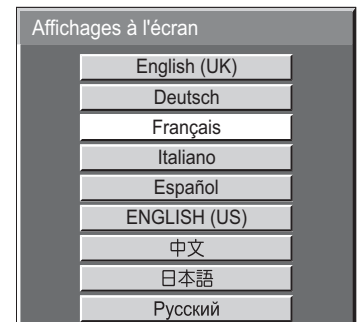 Affichages à l'écran
English (UK)
Deutsch
Français
Italiano
Español
ENGLISH (US)
中文
日本語
Русский